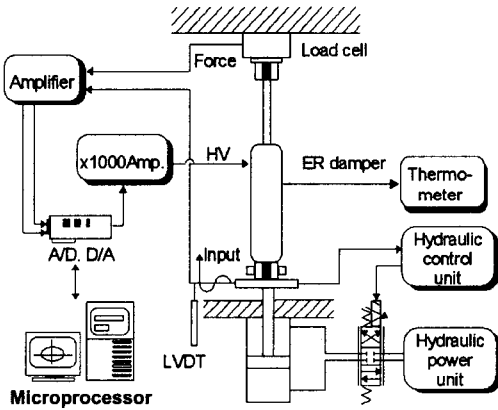 Load cell
Force
Amplifier
x1000Amp.
HV
ER damper
Thermo-
meter
A/D. D/A
Input
Hydraulic
control
unit
LVDT
Hydraulic
power
unit
Microprocessor